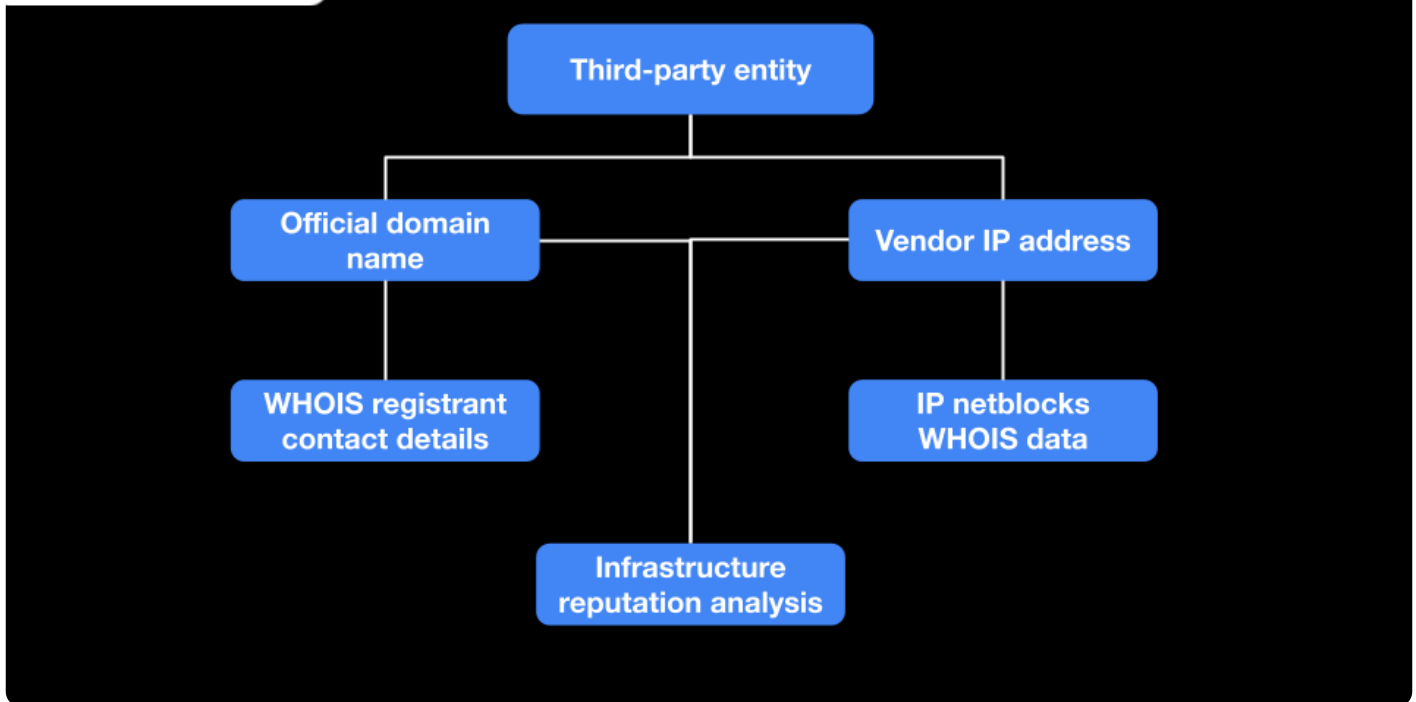 Third-party entity
Official domain
name
Vendor IP address
WHOIS registrant
contact details
IP netblocks
WHOIS data
Infrastructure
reputation analysis